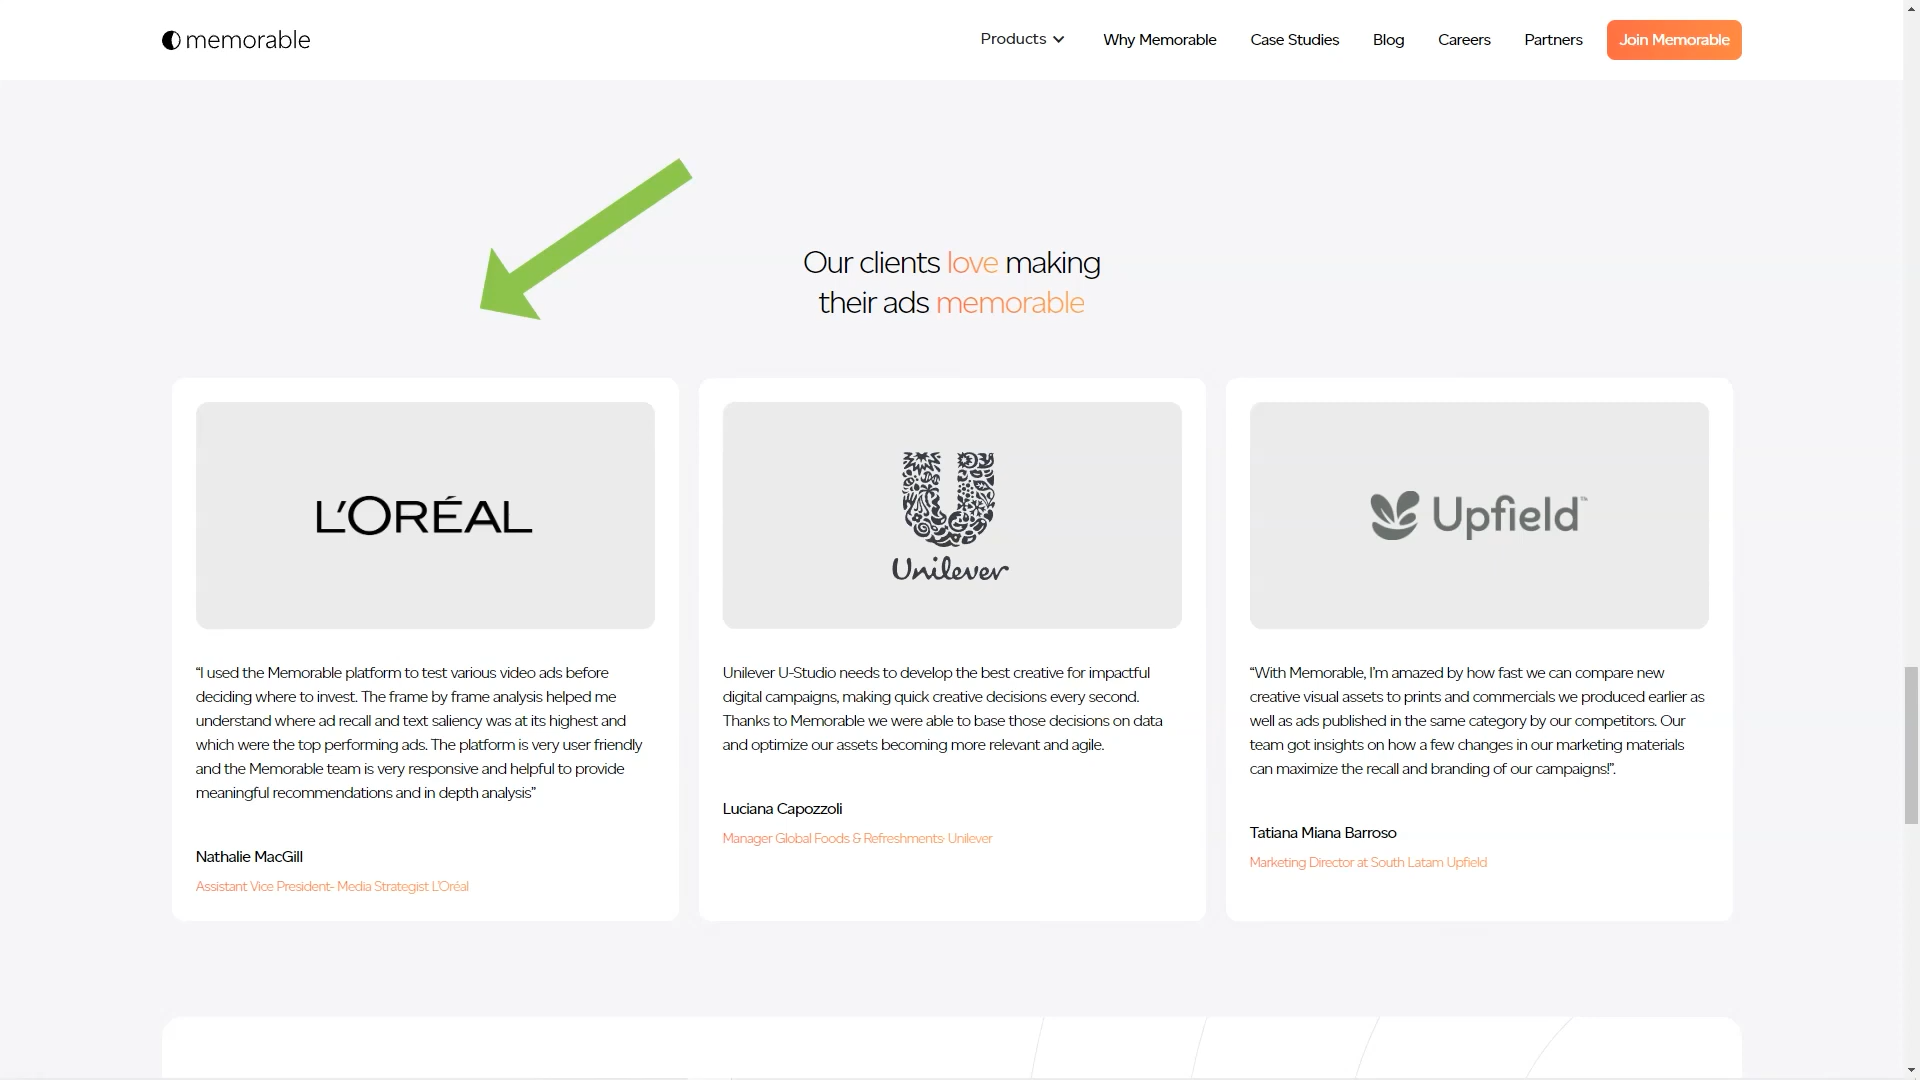 memorable
Products
Why Memorable
Case Studies
Blog
Careers
Partners
Join Memorable
Our clients love making
their ads memorable
L'ORÉAL
“I used the Memorable platform to test various video ads before
deciding where to invest. The frame by frame analysis helped me
understand where ad recall and text saliency was at its highest and
which were the top performing ads. The platform is very user friendly
and the Memorable team is very responsive and helpful to provide
meaningful recommendations and in depth analysis”
Nathalie MacGill
Assistant Vice President- Media Strategist L'Oréal
Unilever
Unilever U-Studio needs to develop the best creative for impactful
digital campaigns, making quick creative decisions every second.
Thanks to Memorable we were able to base those decisions on data
and optimize our assets becoming more relevant and agile.
Luciana Capozzoli
Manager Global Foods & Refreshments· Unilever
Upfield™
“With Memorable, I'm amazed by how fast we can compare new
creative visual assets to prints and commercials we produced earlier as
well as ads published in the same category by our competitors. Our
team got insights on how a few changes in our marketing materials
can maximize the recall and branding of our campaigns!”.
Tatiana Miana Barroso
Marketing Director at South Latam Upfield